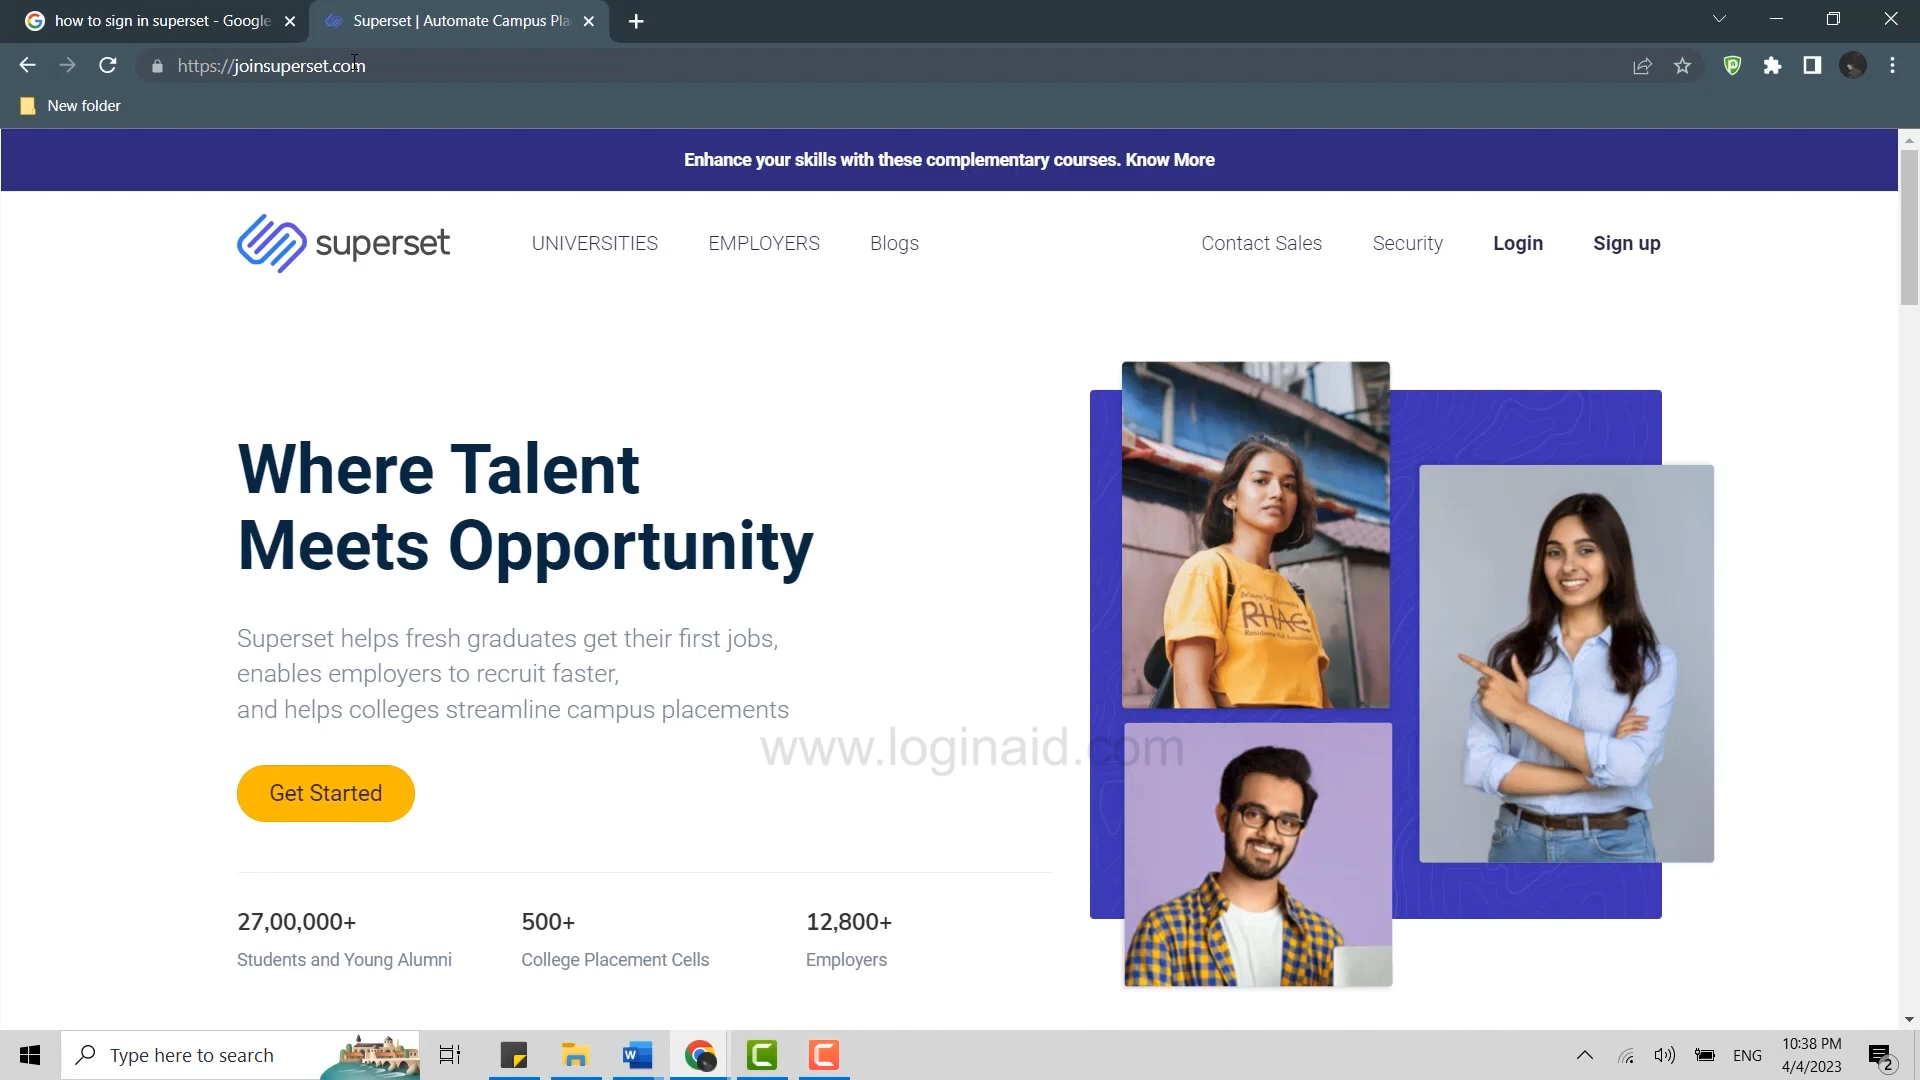 how to sign in superset - Google
Superset | Automate Campus Pla
https://joinsuperset.com
New folder
Enhance your skills with these complementary courses. Know More
superset
UNIVERSITIES
EMPLOYERS
Blogs
Contact Sales
Security
Login
Sign up
Where Talent
Meets Opportunity
Superset helps fresh graduates get their first jobs,
enables employers to recruit faster,
and helps colleges streamline campus placements
www.loginaid.com
Get Started
27,00,000+
Students and Young Alumni
500+
College Placement Cells
12,800+
Employers
RHAC
Type here to search
ENG
10:38 PM
4/4/2023
2